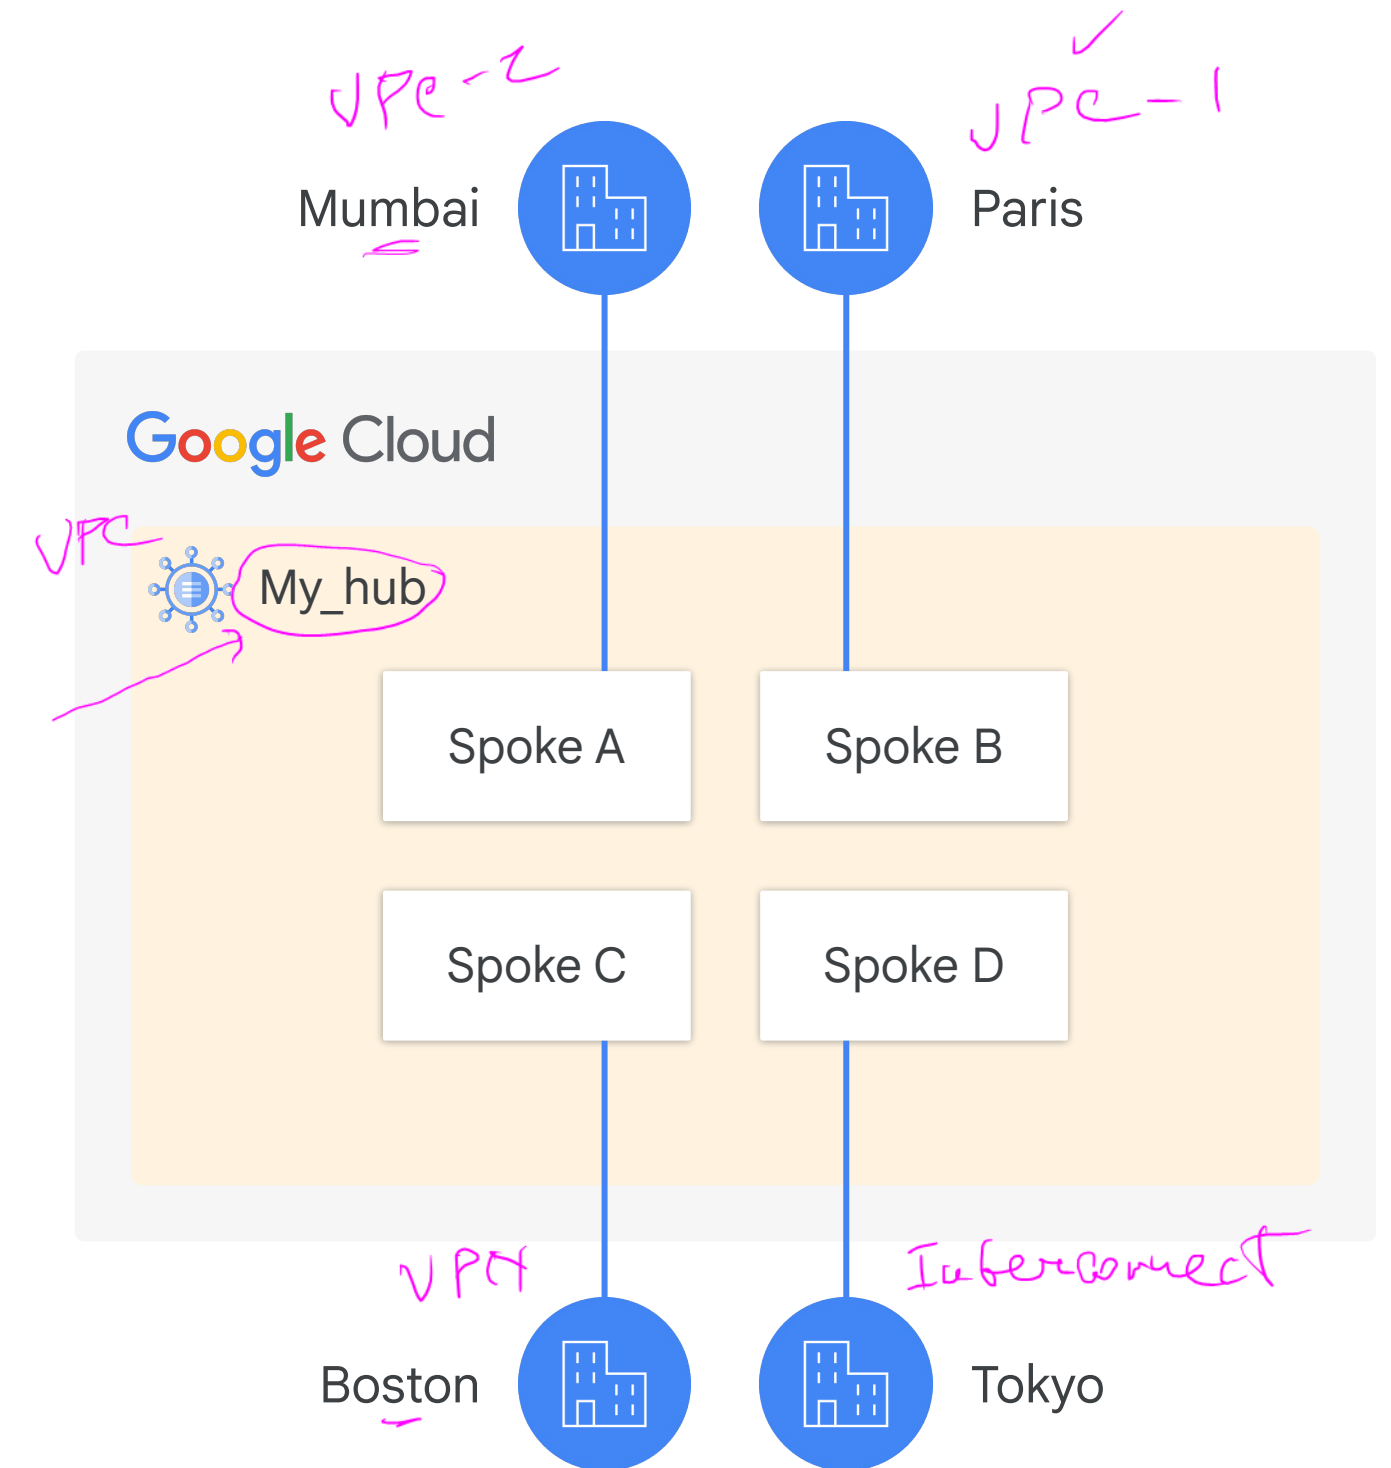 VPC-2
VPC-1
Mumbai
Paris
Google Cloud
VPC
My_hub
Spoke A
Spoke B
Spoke C
Spoke D
VPN
Interconnect
Boston
Tokyo